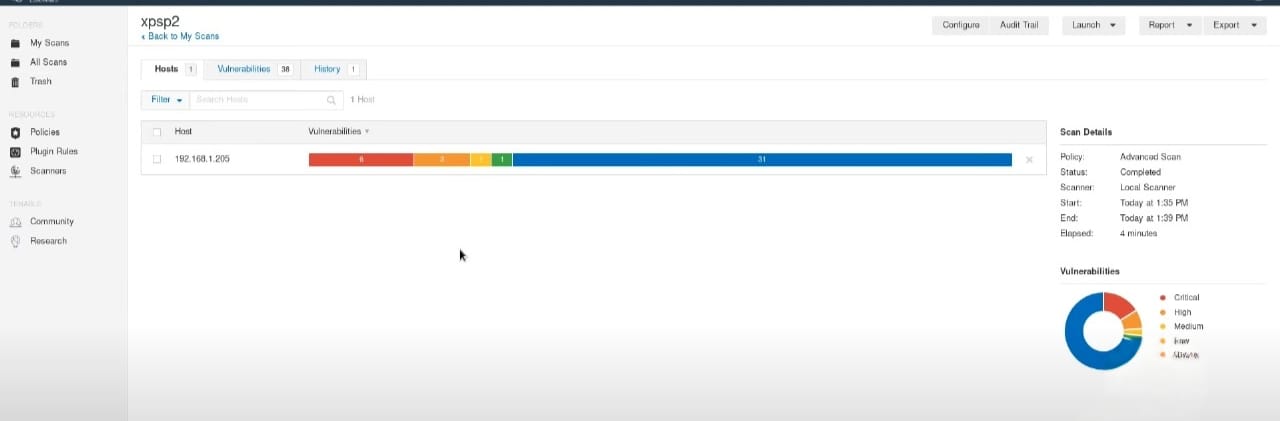 FOLDERS
My Scans
All Scans
Trash
RESOURCES
Policies
Plugin Rules
Scanners
TENABLE
Community
Research
xpsp2
‹ Back to My Scans
Configure Audit Trail Launch ▼ Report ▼ Export ▼
Hosts 1 Vulnerabilities 38 History 1
Filter ▼ Search Hosts 1 Host
Host Vulnerabilities ▼
192.168.1.205 6 3 1 1 31 ×
Scan Details
Policy: Advanced Scan
Status: Completed
Scanner: Local Scanner
Start: Today at 1:35 PM
End: Today at 1:39 PM
Elapsed: 4 minutes
Vulnerabilities
Critical
High
Medium